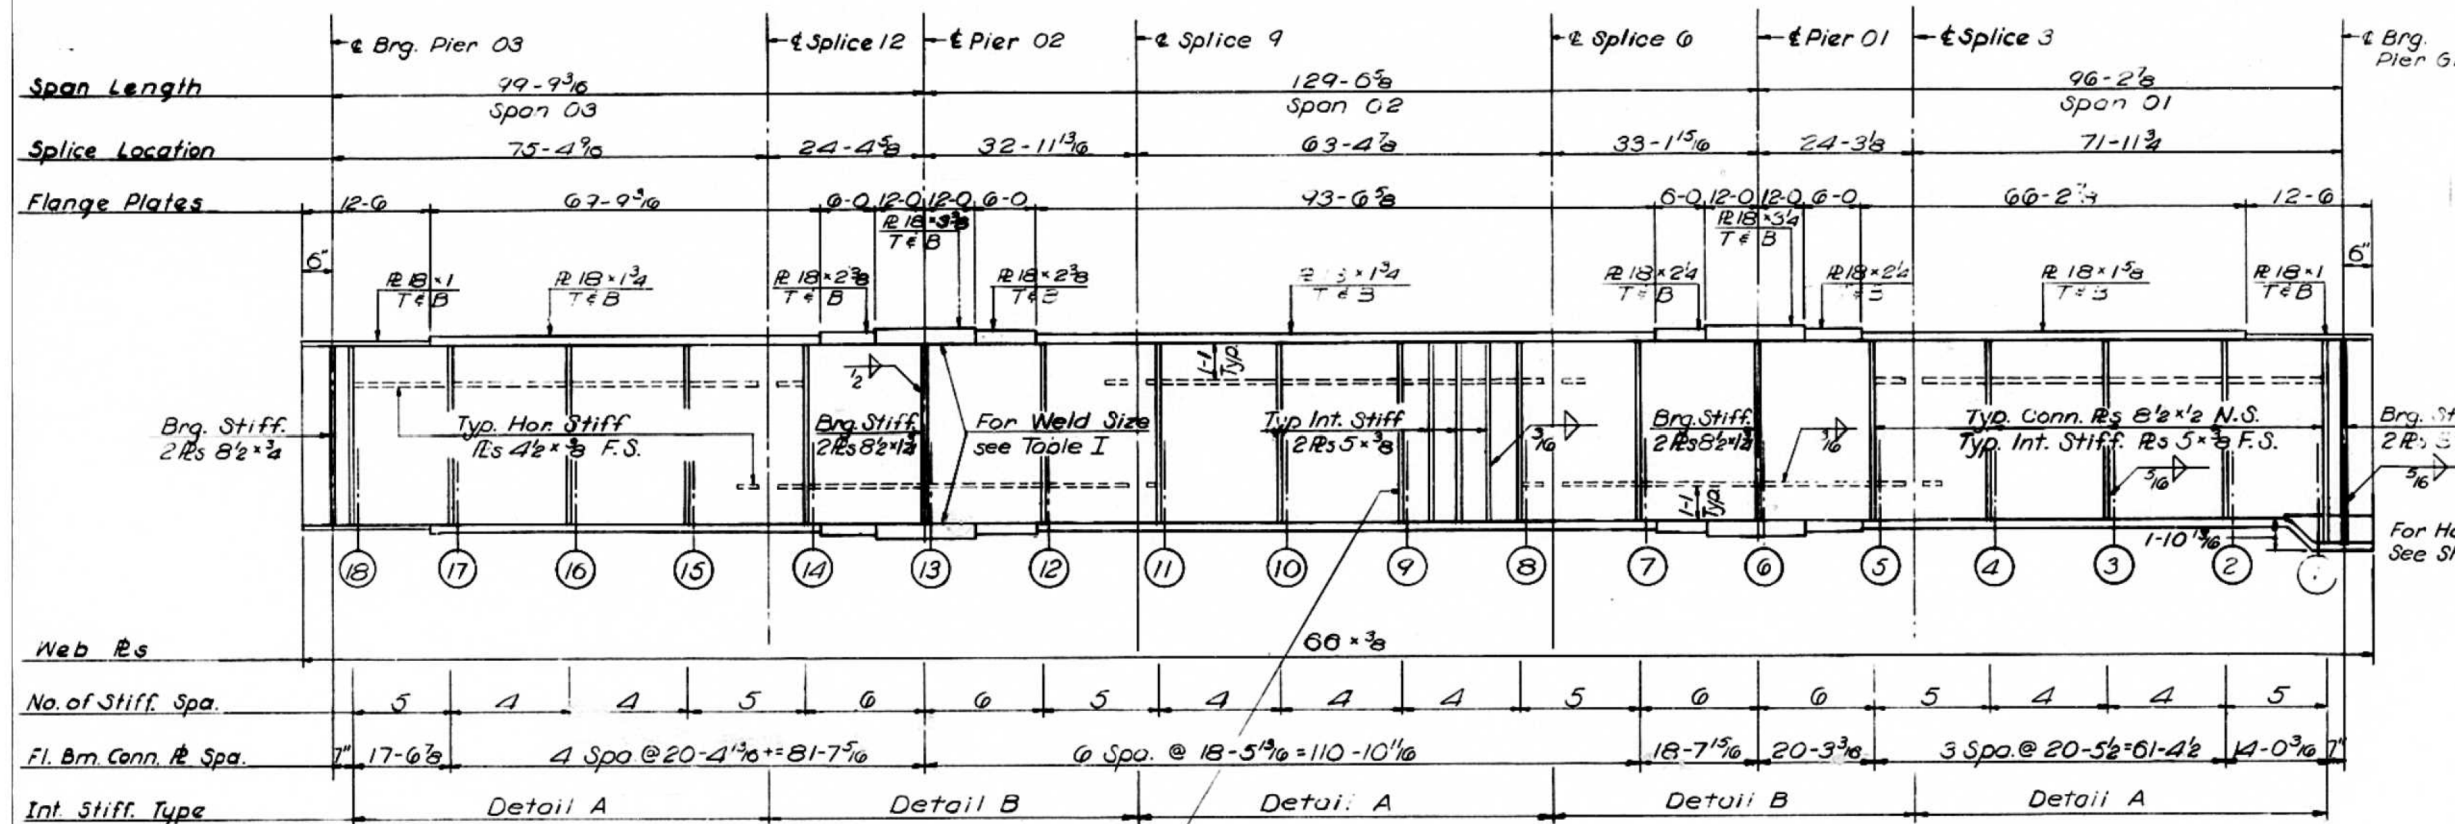 ℄ Brg. Pier 03
℄ Splice 12
℄ Pier 02
℄ Splice 9
℄ Splice 6
℄ Pier 01
℄ Splice 3
℄ Brg.
Pier
Span Length
99-9 3/16
129-6 5/8
96-2 7/8
Span 03
Span 02
Span 01
Splice Location
75-4 9/16
24-4 5/8
32-11 13/16
63-4 7/8
33-1 15/16
24-3 1/8
71-11 3/4
Flange Plates
12-6
69-9 3/16
6-0
12-0
12-0
6-0
93-6 5/8
6-0
12-0
12-0
6-0
66-2 7/8
12-6
6"
℄ 18 × 1
T & B
℄ 18 × 1 3/4
T & B
℄ 18 × 2 3/8
T & B
℄ 18 ×
T & B
℄ 18 × 2 3/8
T & B
× 1 3/4
T & B
℄ 18 × 2 1/4
T & B
℄ 18 × 3 1/4
T & B
℄ 18 × 2 1/4
T & B
℄ 18 × 1 5/8
T & B
℄ 18 × 1
T & B
6"
1/2
1-1
Typ.
Brg. Stiff.
2 ℄s 8 1/2 × 3/4
Typ. Hor. Stiff
℄s 4 1/2 × 3/8 F.S.
Brg. Stiff.
2 ℄s 8 1/2 ×
For Weld Size
see Table I
Typ Int. Stiff
2 ℄s 5 × 3/8
3/16
Brg. Stiff.
2 ℄s 8 1/2 ×
3/16
Typ. Conn. ℄s 8 1/2 × 1/2 N.S.
Typ. Int. Stiff. ℄s 5 × 3/8 F.S.
5/16
Brg.
2 ℄s
5/16
1-1
Typ.
1-10 13/16
For
See
18
17
16
15
14
13
12
11
10
9
8
7
6
5
4
3
2
Web ℄s
66 × 3/8
No. of Stiff. Spa.
5
4
4
5
6
6
5
4
4
4
5
6
6
5
4
4
5
Fl. Bm. Conn. ℄ Spa.
7"
17-6 7/8
4 Spa @ 20-4 13/16 += 81-7 5/16
6 Spa. @ 18-5 13/16 = 110-10 11/16
18-7 15/16
20-3 3/16
3 Spa. @ 20-5 1/2 = 61-4 1/2
14-0 3/16
7"
Int. Stiff. Type
Detail A
Detail B
Detail A
Detail B
Detail A